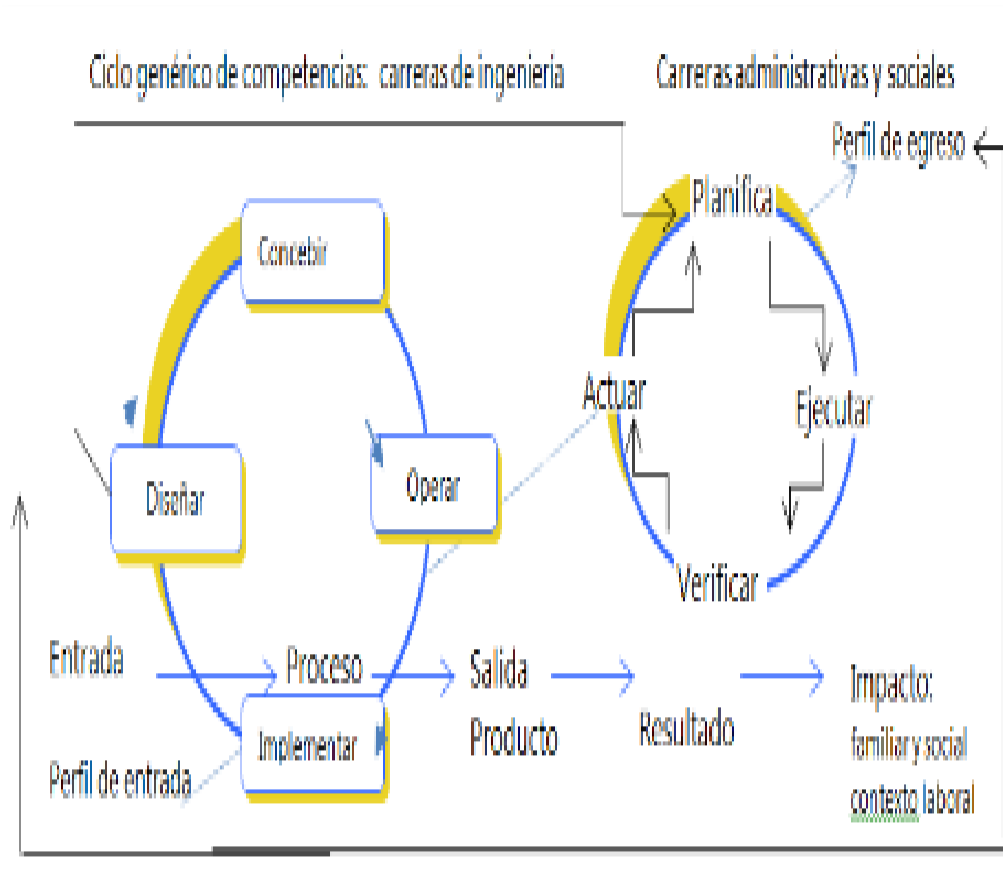 Ciclo genérico de competencias: carreras de ingeniería
Carreras administrativas y sociales
Perfil de egreso
Planifica
Concebir
Actuar
Ejecutar
Diseñar
Operar
Verificar
Entrada
Proceso
Salida
Producto
Resultado
Impacto:
familiar y social
contexto laboral
Implementar
Perfil de entrada